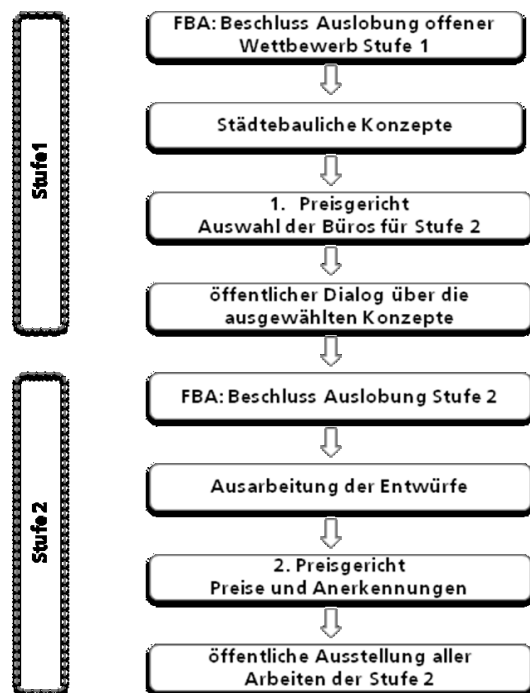 Stufe1
FBA: Beschluss Auslobung offener
Wettbewerb Stufe 1
Städtebauliche Konzepte
1. Preisgericht
Auswahl der Büros für Stufe 2
öffentlicher Dialog über die
ausgewählten Konzepte
Stufe2
FBA: Beschluss Auslobung Stufe 2
Ausarbeitung der Entwürfe
2. Preisgericht
Preise und Anerkennungen
öffentliche Ausstellung aller
Arbeiten der Stufe 2